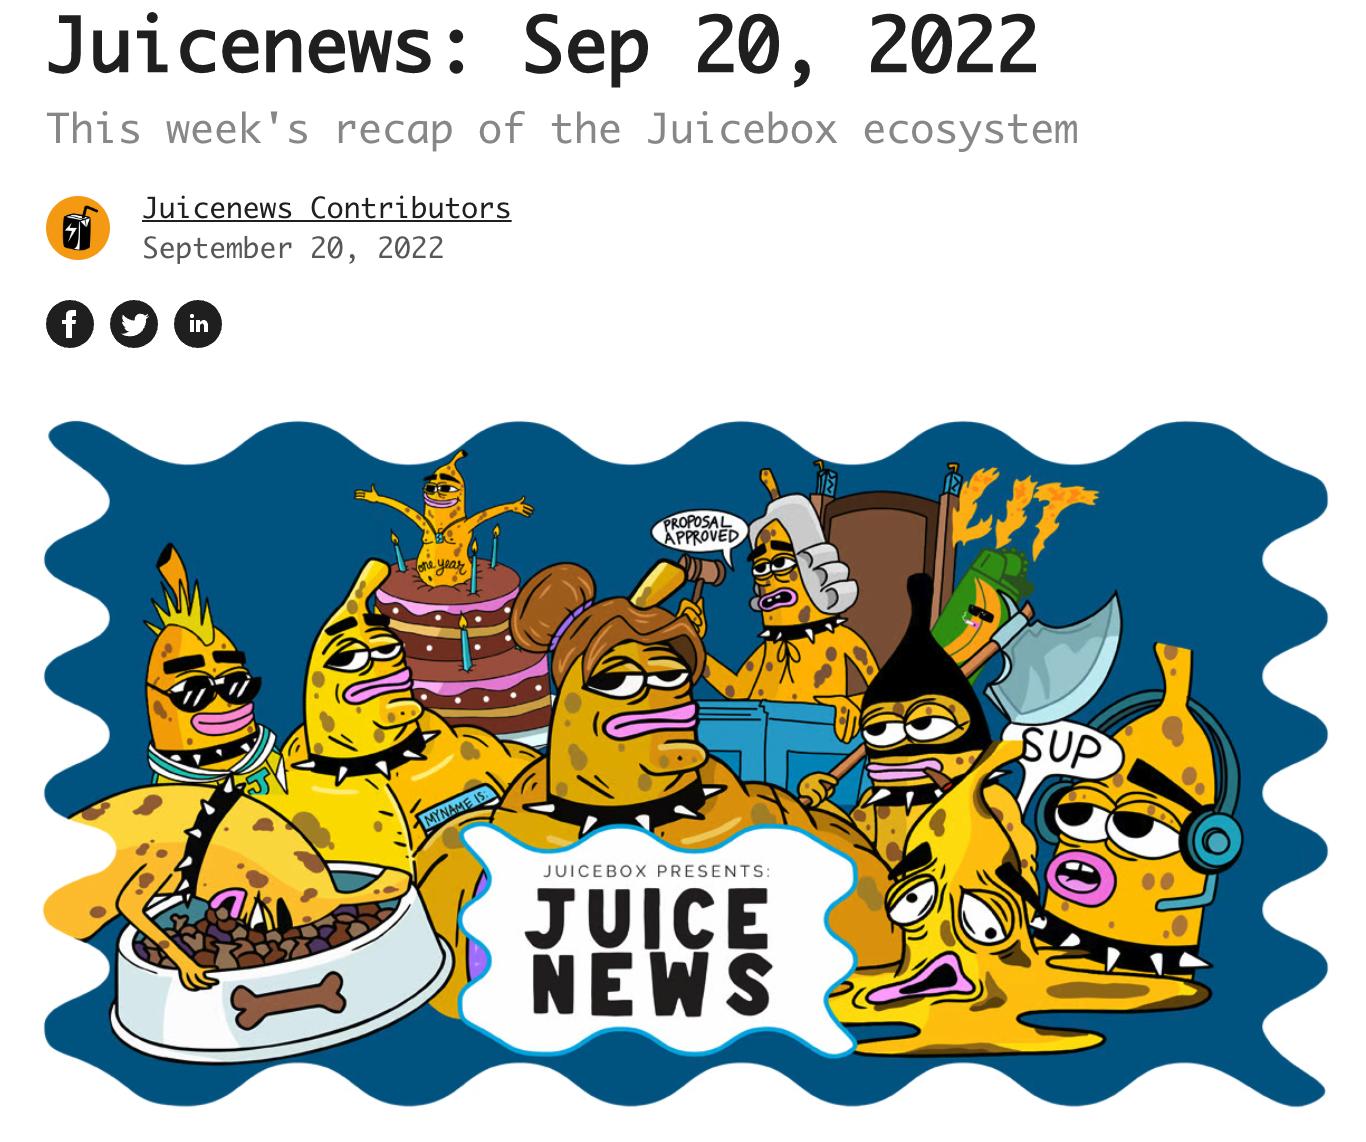 Juicenews: Sep 20, 2022
This week's recap of the Juicebox ecosystem
Juicenews Contributors
September 20, 2022
f
in
LIT
PROPOSAL
APPROVED
one year
SUP
J
MY NAME IS:
JUICEBOX PRESENTS:
JUICE
NEWS